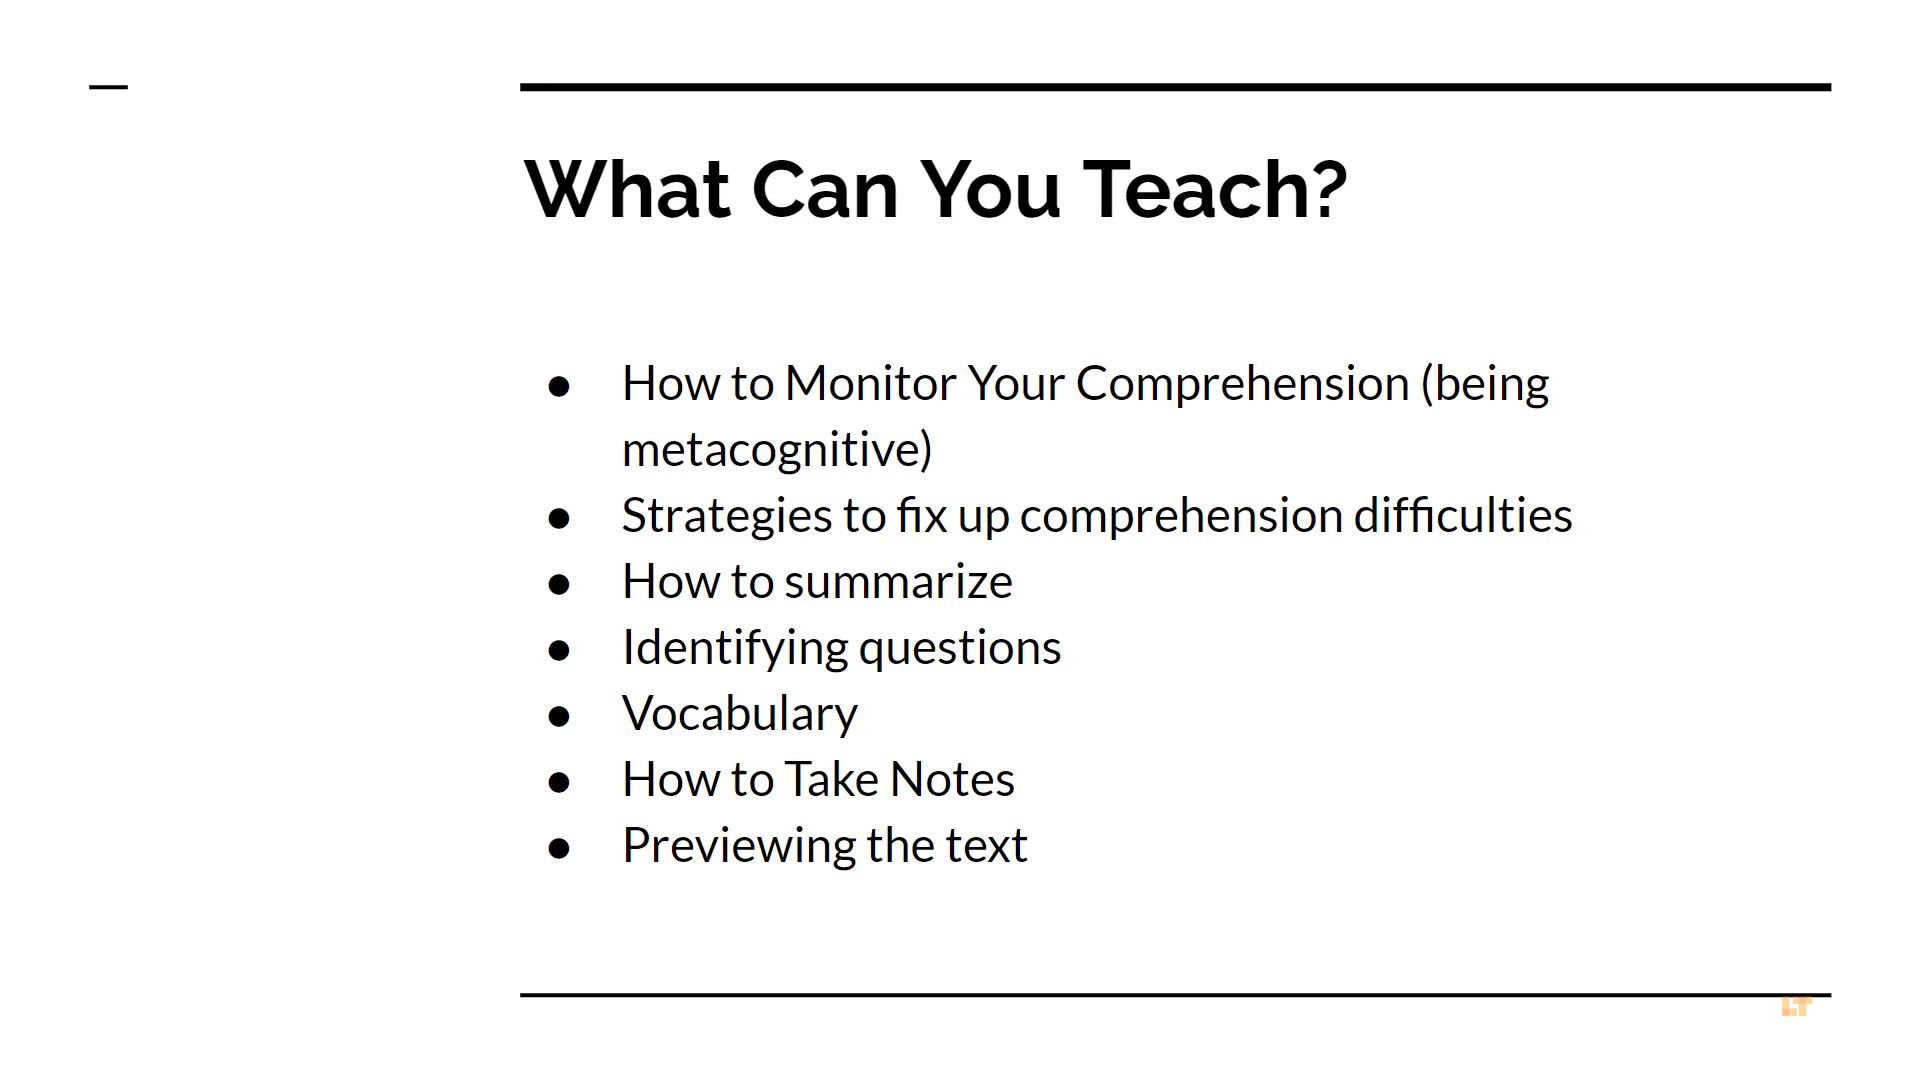 What Can You Teach?
● How to Monitor Your Comprehension (being
metacognitive)
● Strategies to fix up comprehension difficulties
● How to summarize
● Identifying questions
● Vocabulary
● How to Take Notes
● Previewing the text
LT